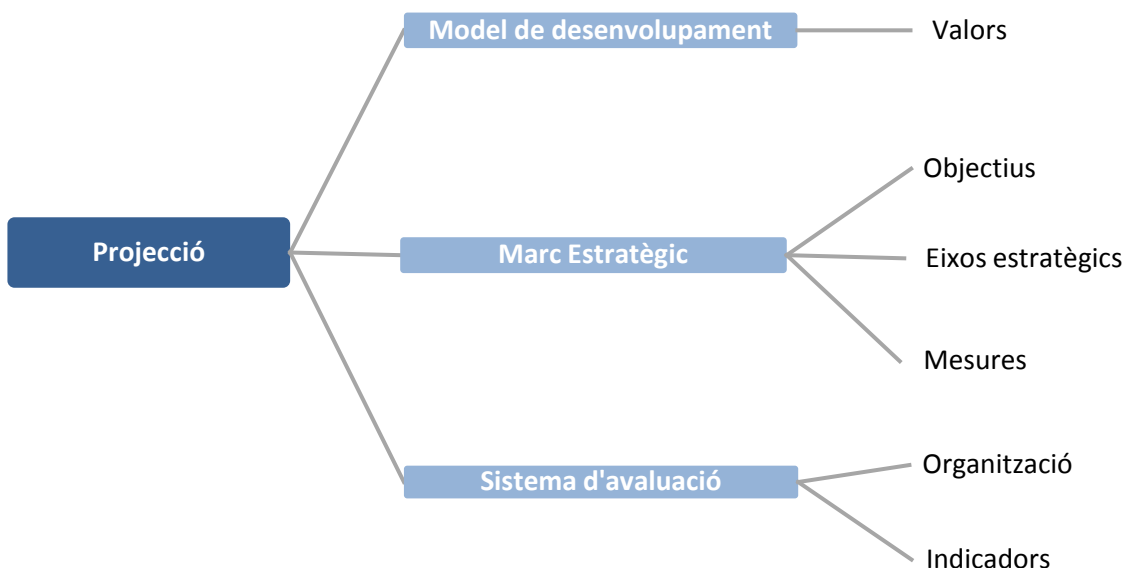 Model de desenvolupament
Valors
Objectius
Projecció
Marc Estratègic
Eixos estratègics
Mesures
Sistema d'avaluació
Organització
Indicadors